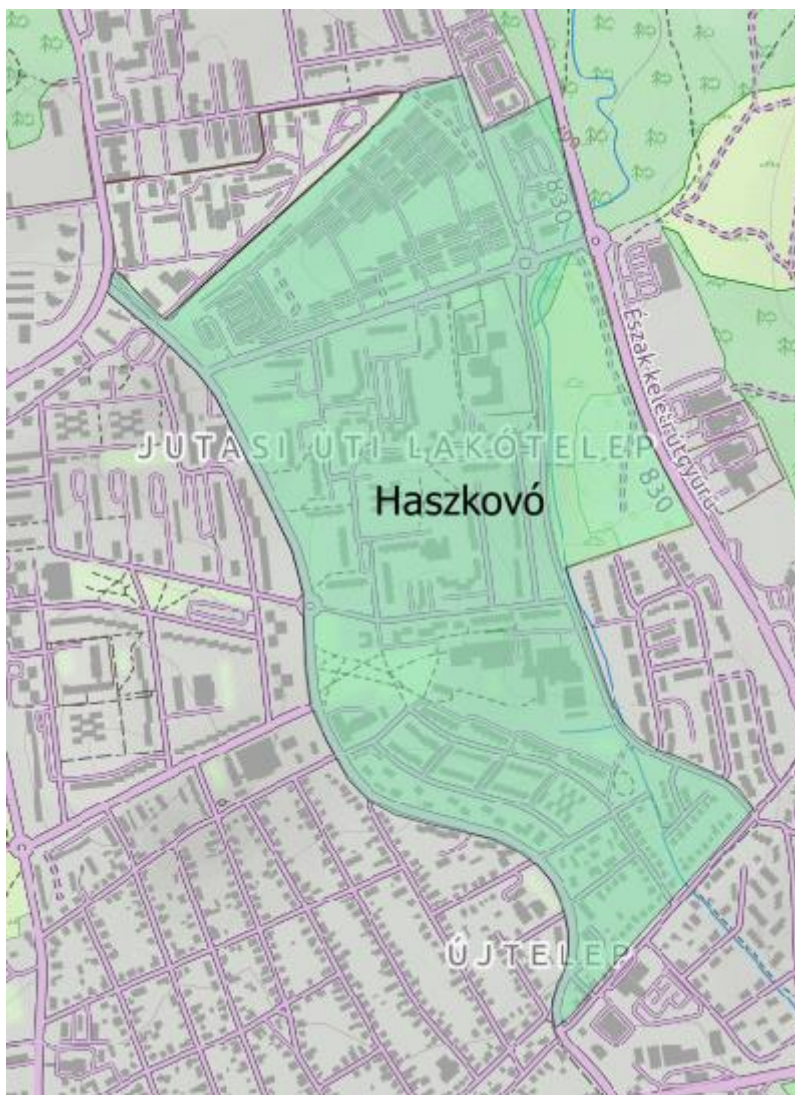 830
Észak-keleti útgyűrű
JUTASI ÚTI LAKÓTELEP
830
Haszkovó
ÚJTELEP